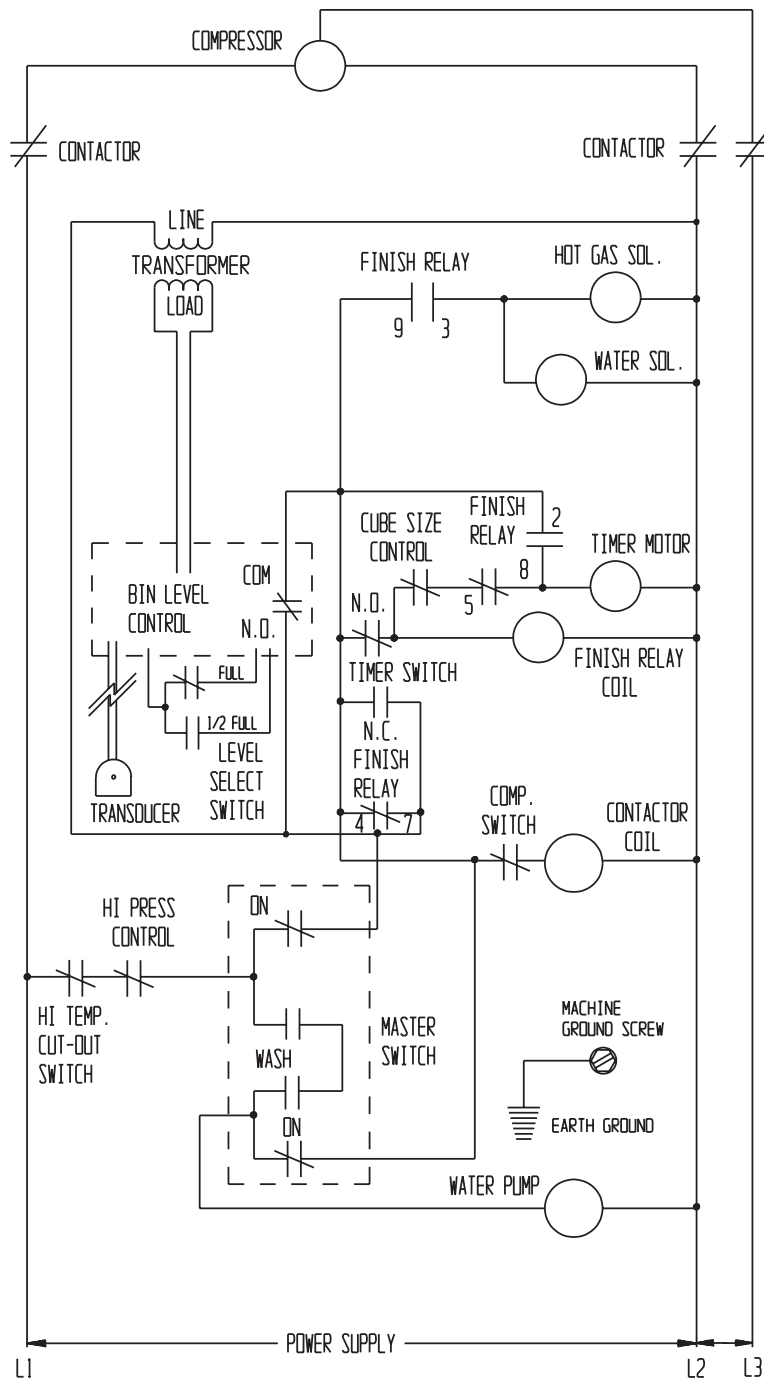 COMPRESSOR
CONTACTOR
CONTACTOR
LINE
TRANSFORMER
LOAD
FINISH RELAY
9 3
HOT GAS SOL.
WATER SOL.
CUBE SIZE
CONTROL
FINISH
RELAY
2
8
5
TIMER MOTOR
BIN LEVEL
CONTROL
COM
N.O.
N.O.
TIMER SWITCH
FINISH RELAY
COIL
FULL
1/2 FULL
LEVEL
SELECT
SWITCH
TRANSDUCER
N.C.
FINISH
RELAY
4 7
COMP.
SWITCH
CONTACTOR
COIL
HI PRESS
CONTROL
ON
HI TEMP.
CUT-OUT
SWITCH
WASH
MASTER
SWITCH
ON
MACHINE
GROUND SCREW
EARTH GROUND
WATER PUMP
POWER SUPPLY
L1 L2 L3